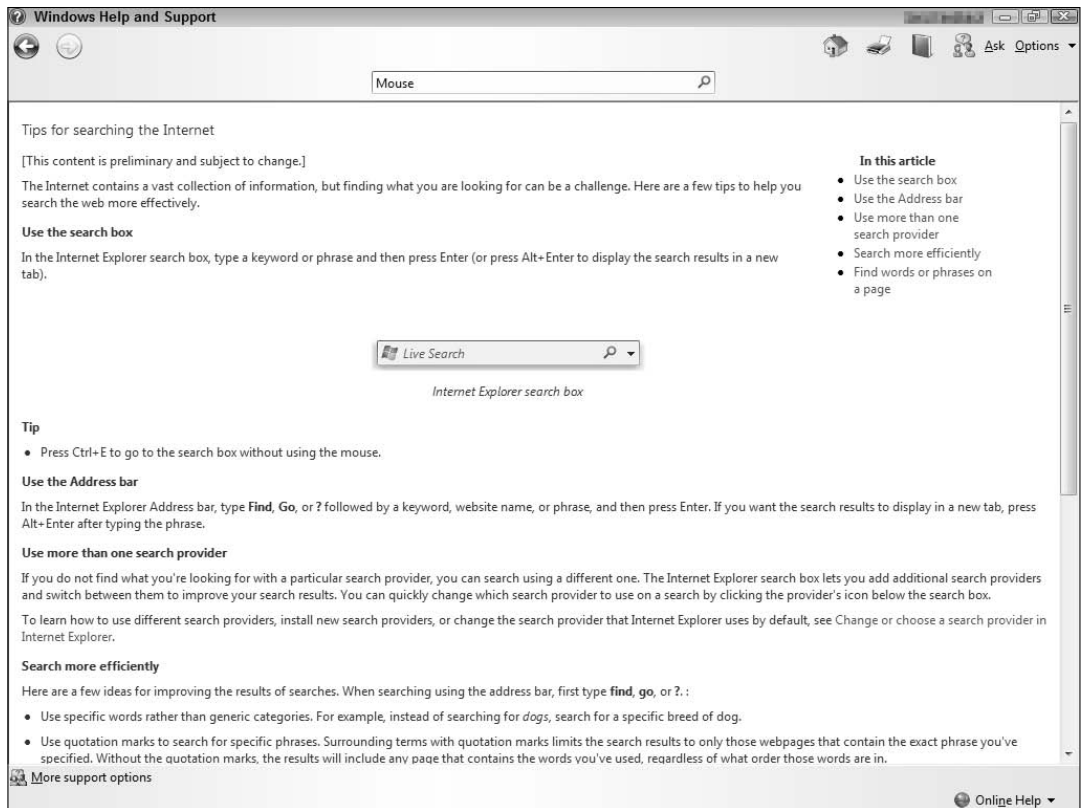 Windows Help and Support
Ask Options
Mouse
Tips for searching the Internet
[This content is preliminary and subject to change.]
The Internet contains a vast collection of information, but finding what you are looking for can be a challenge. Here are a few tips to help you
search the web more effectively.
Use the search box
In the Internet Explorer search box, type a keyword or phrase and then press Enter (or press Alt+Enter to display the search results in a new
tab).
In this article
• Use the search box
• Use the Address bar
• Use more than one
search provider
• Search more efficiently
• Find words or phrases on
a page
Live Search
Internet Explorer search box
Tip
• Press Ctrl+E to go to the search box without using the mouse.
Use the Address bar
In the Internet Explorer Address bar, type Find, Go, or ? followed by a keyword, website name, or phrase, and then press Enter. If you want the search results to display in a new tab, press
Alt+Enter after typing the phrase.
Use more than one search provider
If you do not find what you're looking for with a particular search provider, you can search using a different one. The Internet Explorer search box lets you add additional search providers
and switch between them to improve your search results. You can quickly change which search provider to use on a search by clicking the provider's icon below the search box.
To learn how to use different search providers, install new search providers, or change the search provider that Internet Explorer uses by default, see Change or choose a search provider in
Internet Explorer.
Search more efficiently
Here are a few ideas for improving the results of searches. When searching using the address bar, first type find, go, or ?. :
• Use specific words rather than generic categories. For example, instead of searching for dogs, search for a specific breed of dog.
• Use quotation marks to search for specific phrases. Surrounding terms with quotation marks limits the search results to only those webpages that contain the exact phrase you've
specified. Without the quotation marks, the results will include any page that contains the words you've used, regardless of what order those words are in.
More support options
Online Help